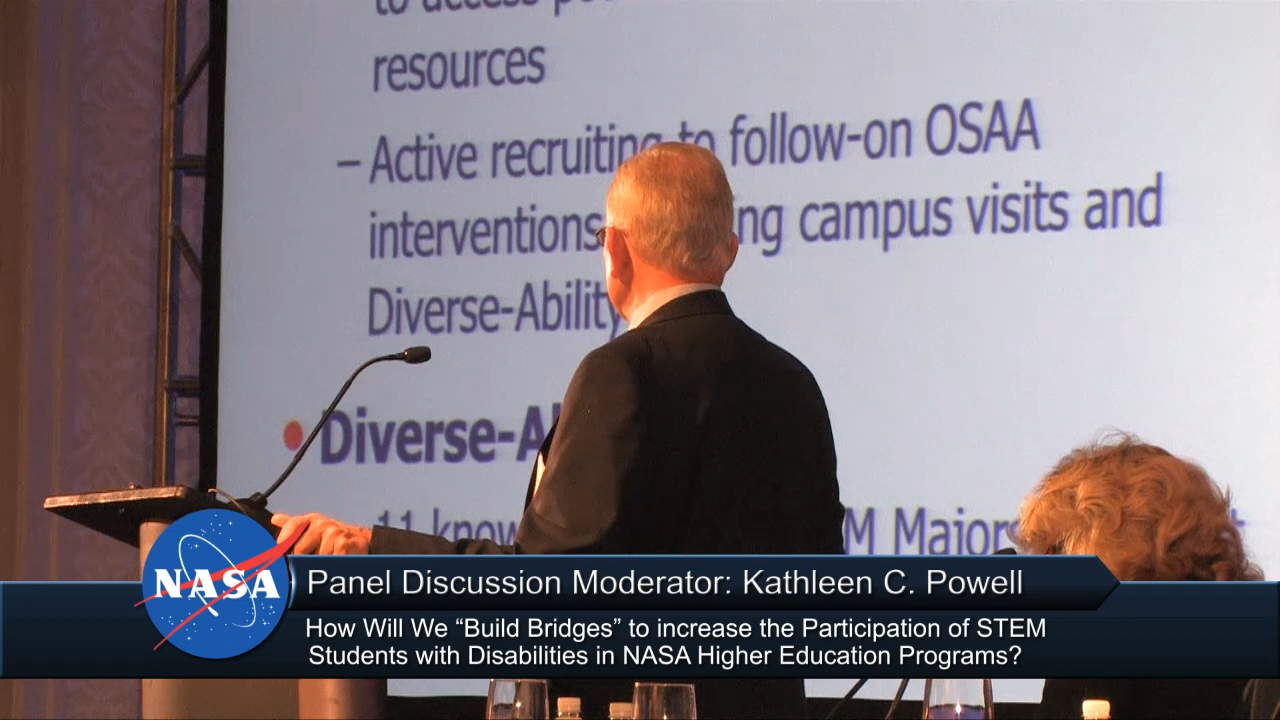 resources
– Active recruiting to follow-on OSAA
interventions ng campus visits and
Diverse-Ability
• Diverse-A
11 know M Majors
NASA
Panel Discussion Moderator: Kathleen C. Powell
How Will We “Build Bridges” to increase the Participation of STEM
Students with Disabilities in NASA Higher Education Programs?